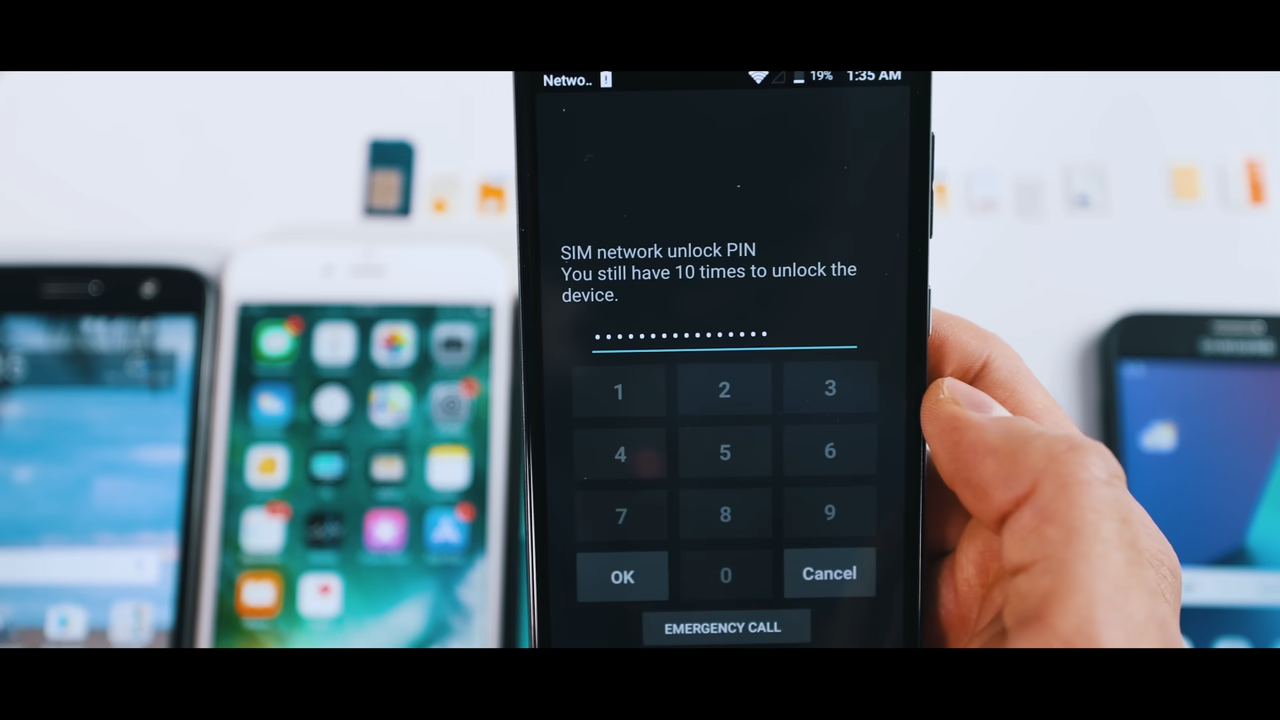 Netwo.. 19% 1:35 AM
SIM network unlock PIN
You still have 10 times to unlock the
device.
1 2 3
4 5 6
7 8 9
OK 0 Cancel
EMERGENCY CALL